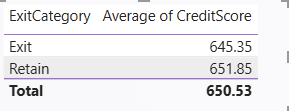 ExitCategory Average of CreditScore
Exit 645.35
Retain 651.85
Total 650.53